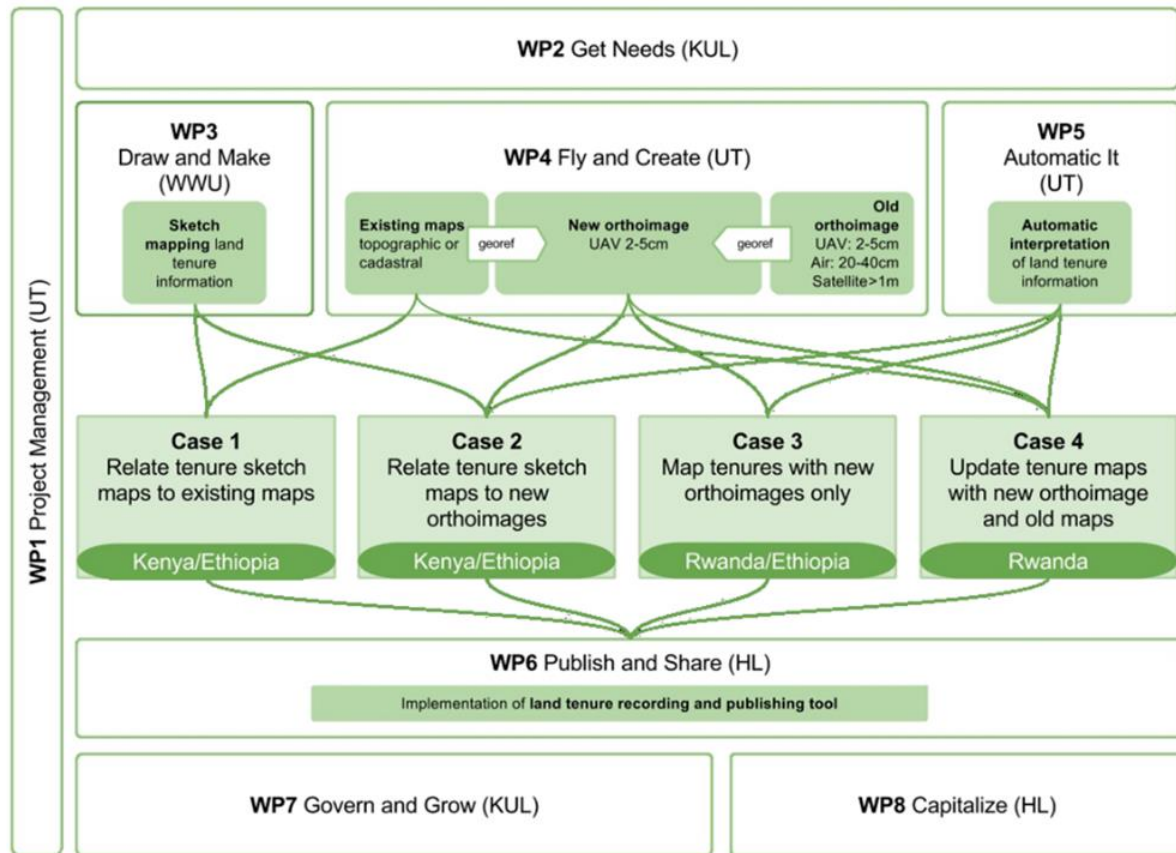 WP1 Project Management (UT)
WP2 Get Needs (KUL)
WP3
Draw and Make
(WWU)
Sketch
mapping land
tenure
information
WP4 Fly and Create (UT)
Existing maps
topographic or
cadastral
georef
New orthoimage
UAV 2-5cm
georef
Old
orthoimage
UAV: 2-5cm
Air: 20-40cm
Satellite>1m
WP5
Automatic It
(UT)
Automatic
interpretation
of land tenure
information
Case 1
Relate tenure sketch
maps to existing maps
Kenya/Ethiopia
Case 2
Relate tenure sketch
maps to new
orthoimages
Kenya/Ethiopia
Case 3
Map tenures with new
orthoimages only
Rwanda/Ethiopia
Case 4
Update tenure maps
with new orthoimage
and old maps
Rwanda
WP6 Publish and Share (HL)
Implementation of land tenure recording and publishing tool
WP7 Govern and Grow (KUL)
WP8 Capitalize (HL)